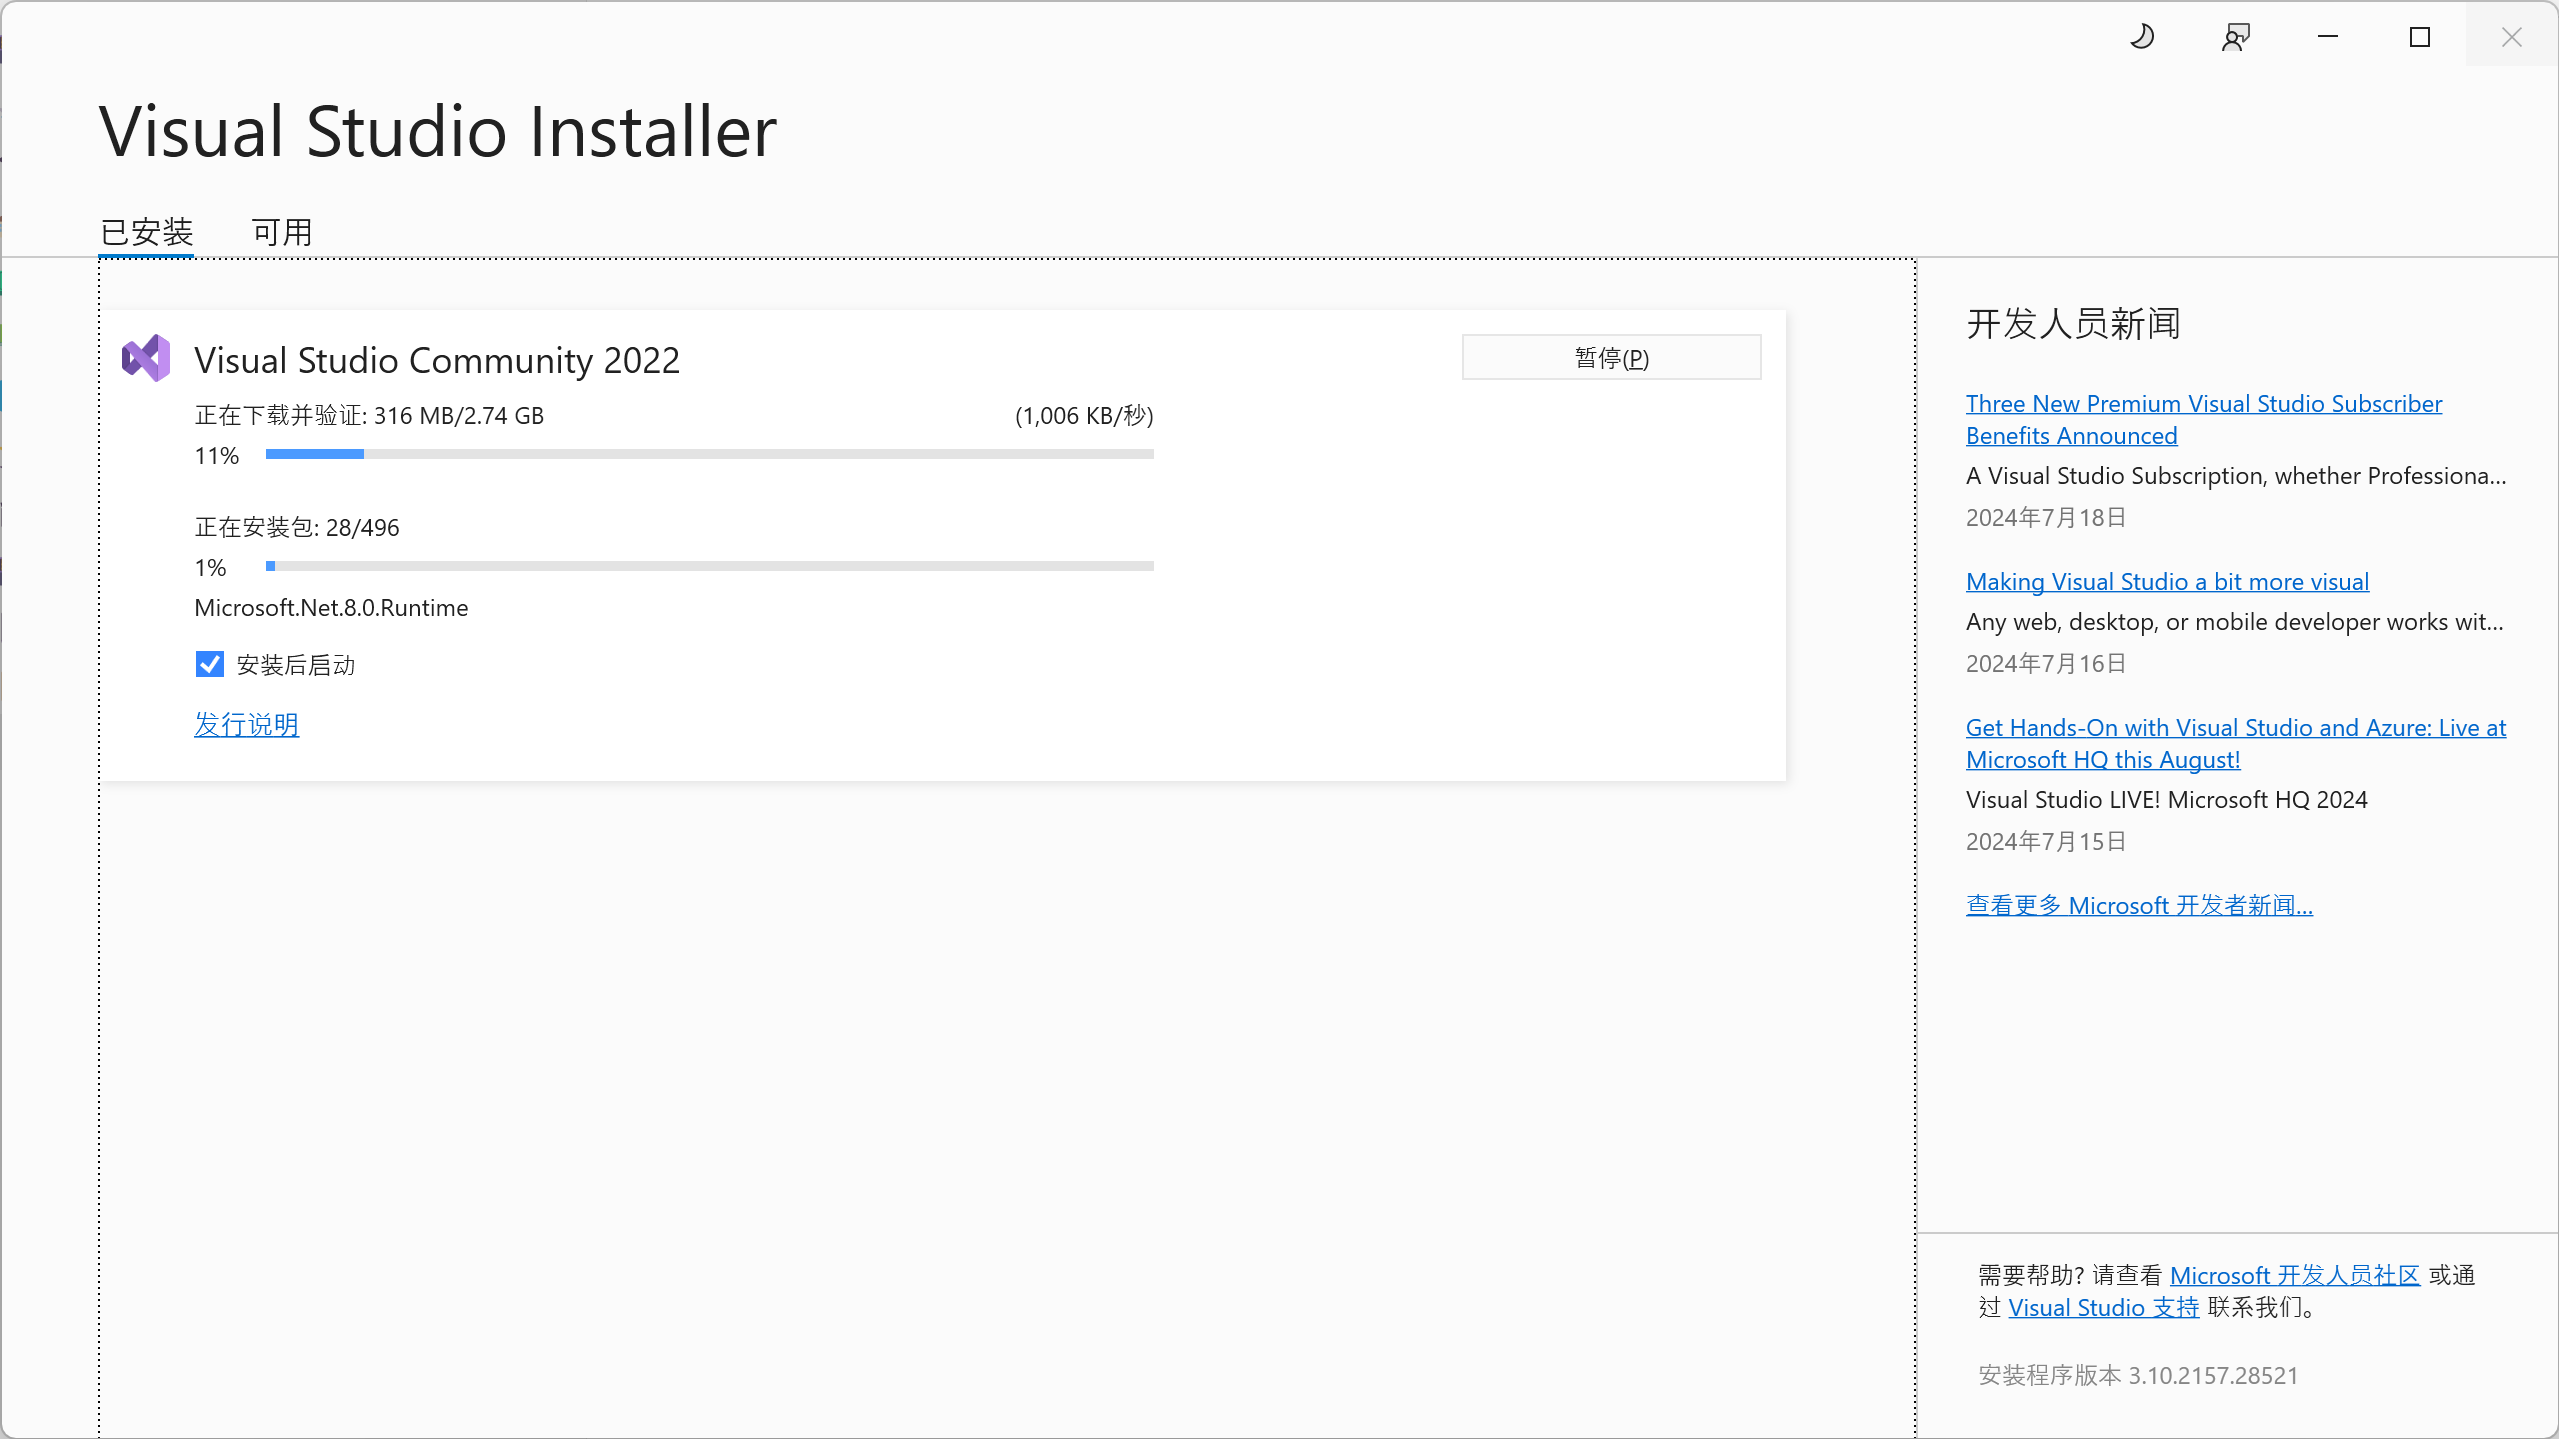 Visual Studio Installer
已安装
可用
Visual Studio Community 2022
暂停(P)
正在下载并验证: 316 MB/2.74 GB
(1,006 KB/秒)
11%
正在安装包: 28/496
1%
Microsoft.Net.8.0.Runtime
安装后启动
发行说明
开发人员新闻
Three New Premium Visual Studio Subscriber
Benefits Announced
A Visual Studio Subscription, whether Professiona...
2024年7月18日
Making Visual Studio a bit more visual
Any web, desktop, or mobile developer works wit...
2024年7月16日
Get Hands-On with Visual Studio and Azure: Live at
Microsoft HQ this August!
Visual Studio LIVE! Microsoft HQ 2024
2024年7月15日
查看更多 Microsoft 开发者新闻...
需要帮助? 请查看 Microsoft 开发人员社区 或通
过 Visual Studio 支持 联系我们。
安装程序版本 3.10.2157.28521